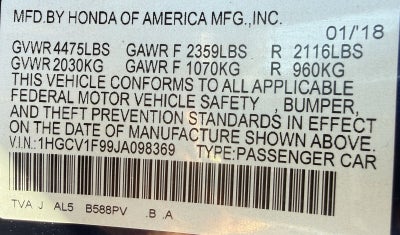 MFD.BY HONDA OF AMERICA MFG.,INC.
01/'18
GVWR 4475LBS GAWR F 2359LBS R 2116LBS
GVWR 2030KG GAWR F 1070KG R 960KG
THIS VEHICLE CONFORMS TO ALL APPLICABLE
FEDERAL MOTOR VEHICLE SAFETY , BUMPER,
AND THEFT PREVENTION STANDARDS IN EFFECT
ON THE DATE OF MANUFACTURE SHOWN ABOVE.
V.I.N.:1HGCV1F99JA098369 TYPE:PASSENGER CAR
TVA J AL5 B588PV .B .A